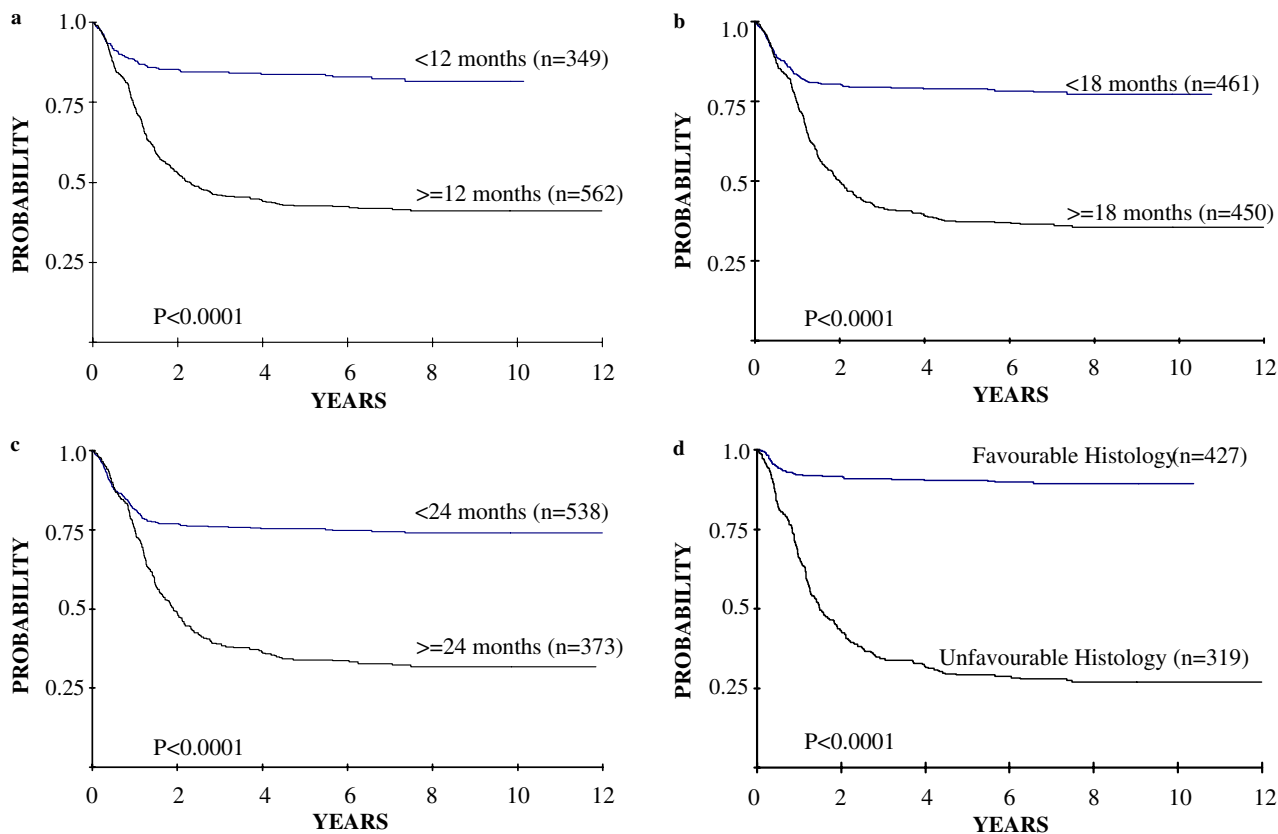 a
1.0
0.75
0.5
0.25
PROBABILITY
<12 months (n=349)
>=12 months (n=562)
P<0.0001
0 2 4 6 8 10 12
YEARS
b
1.0
0.75
0.5
0.25
PROBABILITY
<18 months (n=461)
>=18 months (n=450)
P<0.0001
0 2 4 6 8 10 12
YEARS
c
1.0
0.75
0.5
0.25
PROBABILITY
<24 months (n=538)
>=24 months (n=373)
P<0.0001
0 2 4 6 8 10 12
YEARS
d
1.0
0.75
0.5
0.25
PROBABILITY
Favourable Histology (n=427)
Unfavourable Histology (n=319)
P<0.0001
0 2 4 6 8 10 12
YEARS